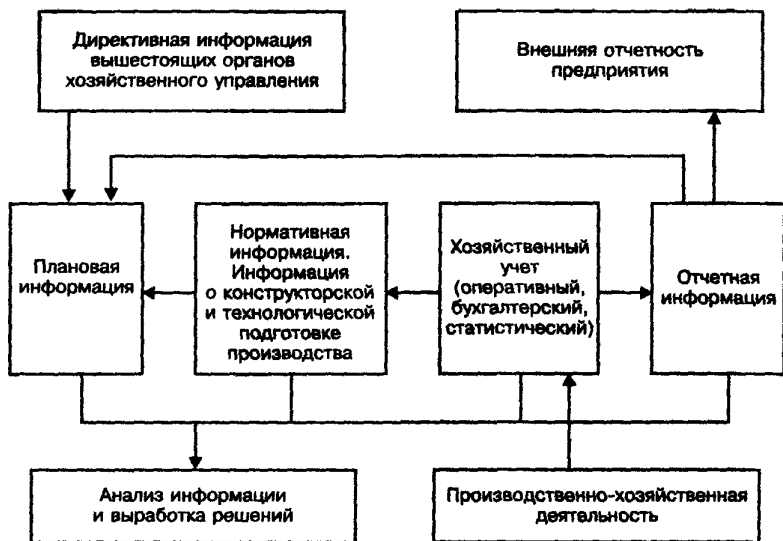 Директивная информация
вышестоящих органов
хозяйственного управления
Внешняя отчетность
предприятия
Плановая
информация
Нормативная
информация.
Информация
о конструкторской
и технологической
подготовке
производства
Хозяйственный
учет
(оперативный,
бухгалтерский,
статистический)
Отчетная
информация
Анализ информации
и выработка решений
Производственно-хозяйственная
деятельность